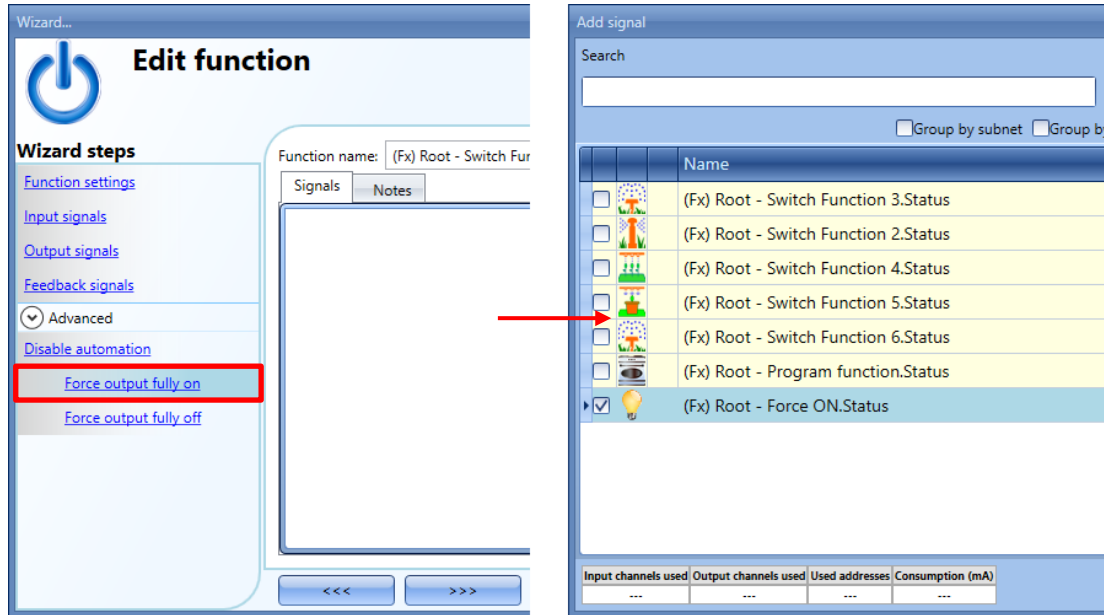 Wizard...
Edit function
Wizard steps
Function settings
Input signals
Output signals
Feedback signals
Advanced
Disable automation
Force output fully on
Force output fully off
Function name:
(Fx) Root - Switch Fur
Signals
Notes
<<<
>>>
Add signal
Search
Group by subnet
Group by
Name
(Fx) Root - Switch Function 3.Status
(Fx) Root - Switch Function 2.Status
(Fx) Root - Switch Function 4.Status
(Fx) Root - Switch Function 5.Status
(Fx) Root - Switch Function 6.Status
(Fx) Root - Program function.Status
(Fx) Root - Force ON.Status
Input channels used Output channels used Used addresses Consumption (mA)
--- --- --- ---